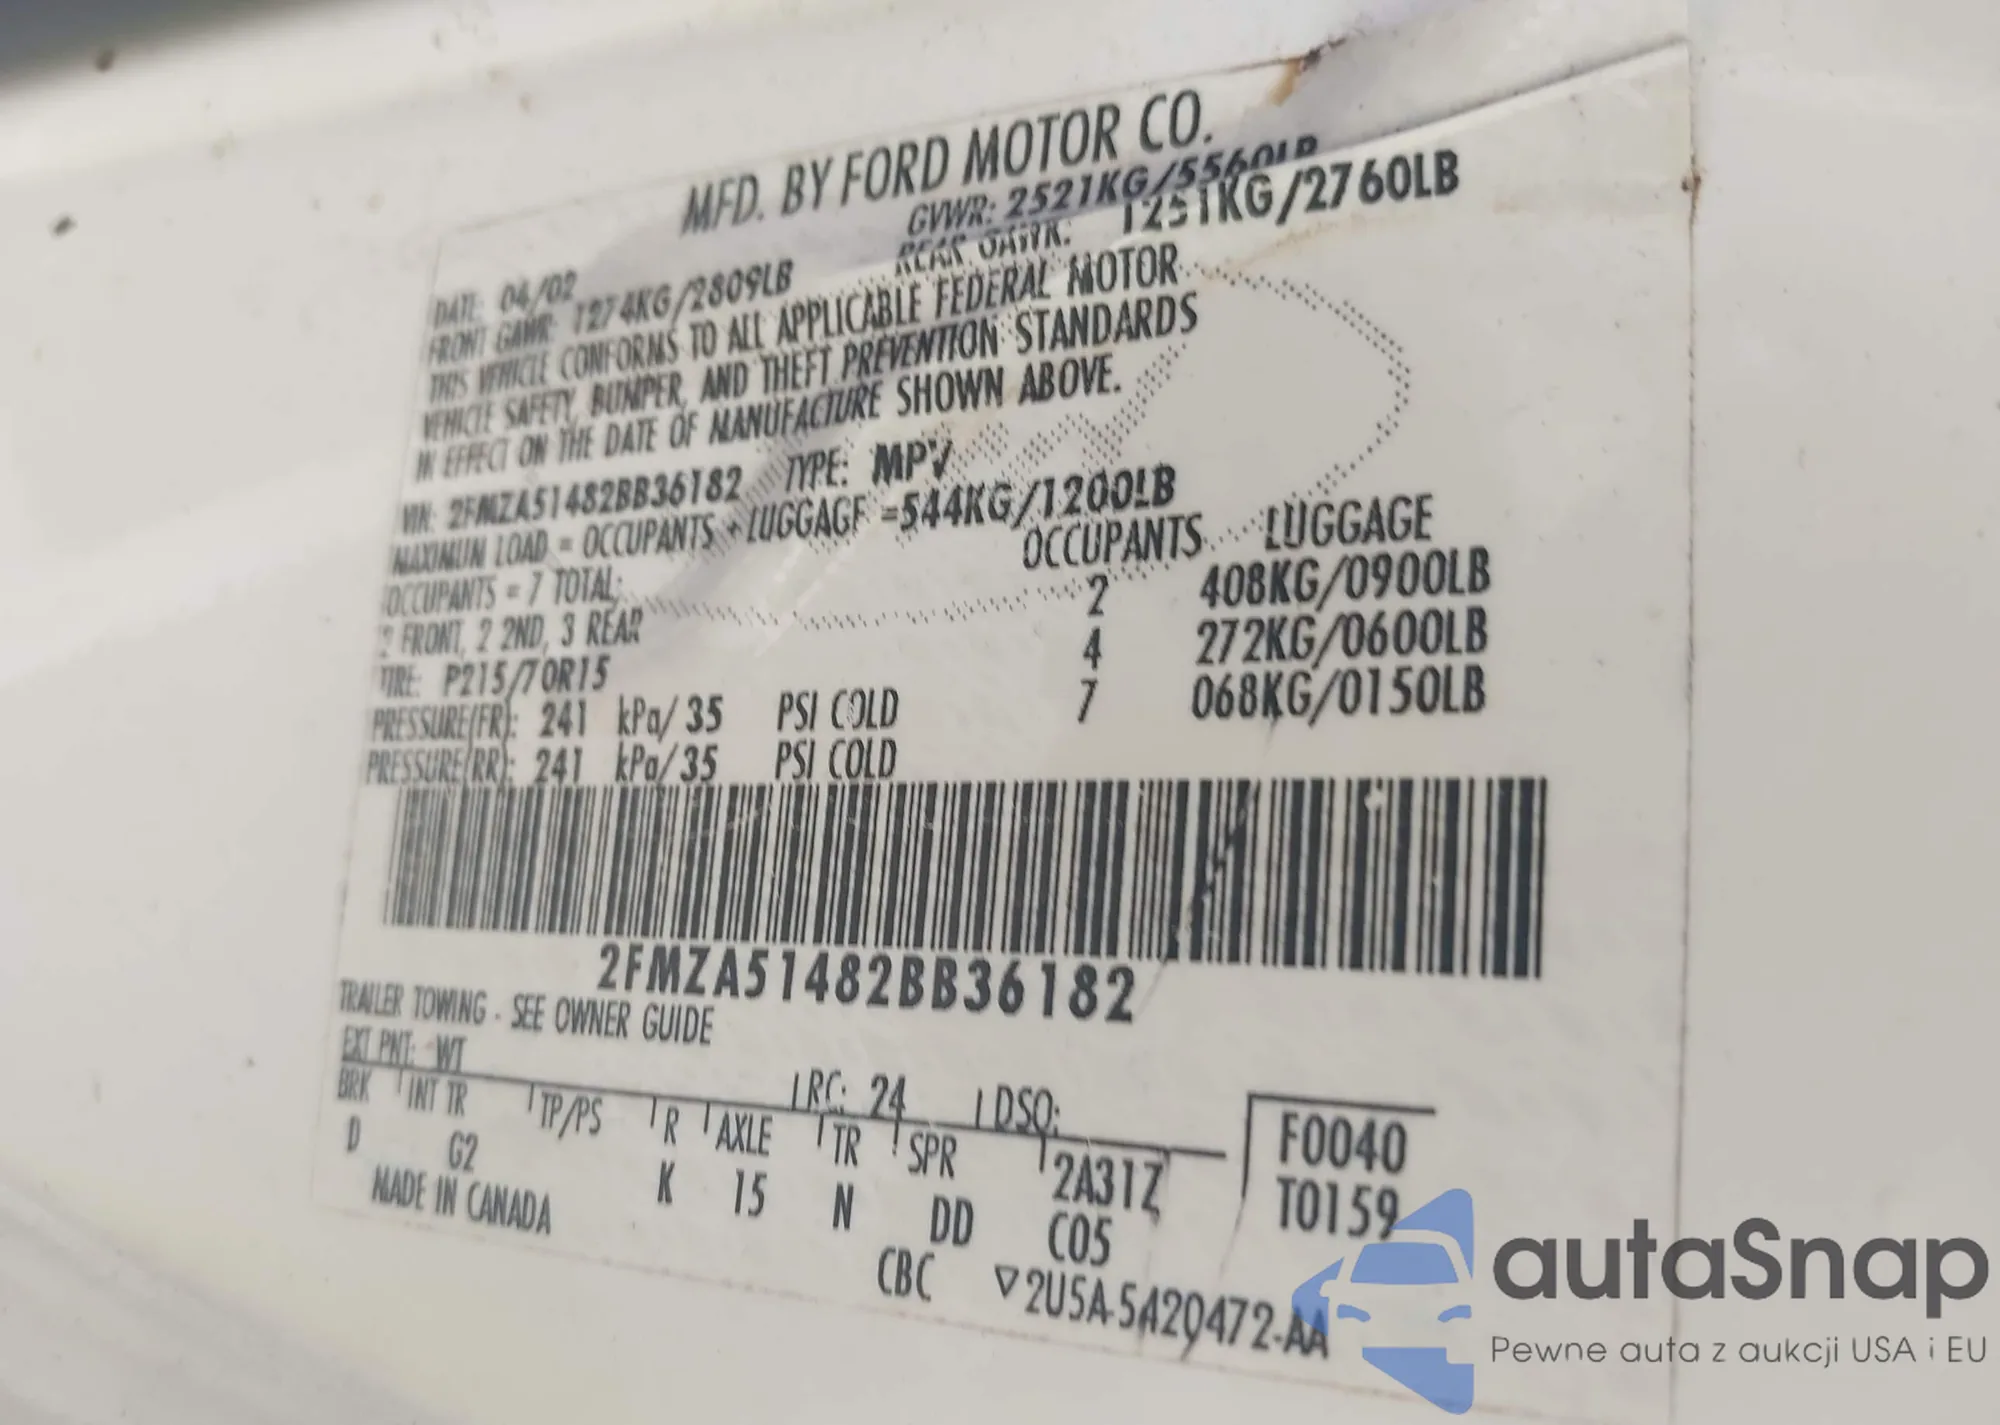 MFD. BY FORD MOTOR CO.
DATE: 04/02 GVWR: 2521KG/5560LB
FRONT GAWR: 1274KG/2809LB REAR GAWR: 1251KG/2760LB
THIS VEHICLE CONFORMS TO ALL APPLICABLE FEDERAL MOTOR
VEHICLE SAFETY, BUMPER, AND THEFT PREVENTION STANDARDS
IN EFFECT ON THE DATE OF MANUFACTURE SHOWN ABOVE.
VIN: 2FMZA51482BB36182 TYPE: MPV
MAXIMUN LOAD = OCCUPANTS + LUGGAGE =544KG/1200LB
OCCUPANTS = 7 TOTAL: OCCUPANTS LUGGAGE
2 FRONT, 2 2ND, 3 REAR 2 408KG/0900LB
TIRE: P215/70R15 4 272KG/0600LB
PRESSURE(FR): 241 kPa/35 PSI COLD 7 068KG/0150LB
PRESSURE(RR): 241 kPa/35 PSI COLD
2FMZA51482BB36182
TRAILER TOWING - SEE OWNER GUIDE
EXT PNT: WT RC: 24 DSO: F0040
BRK INT TR TP/PS R AXLE TR SPR 2A31Z T0159
D G2 K 15 N DD C05
MADE IN CANADA CBC ▽2U5A-5420472-AA
autaSnap
Pewne auta z aukcji USA i EU